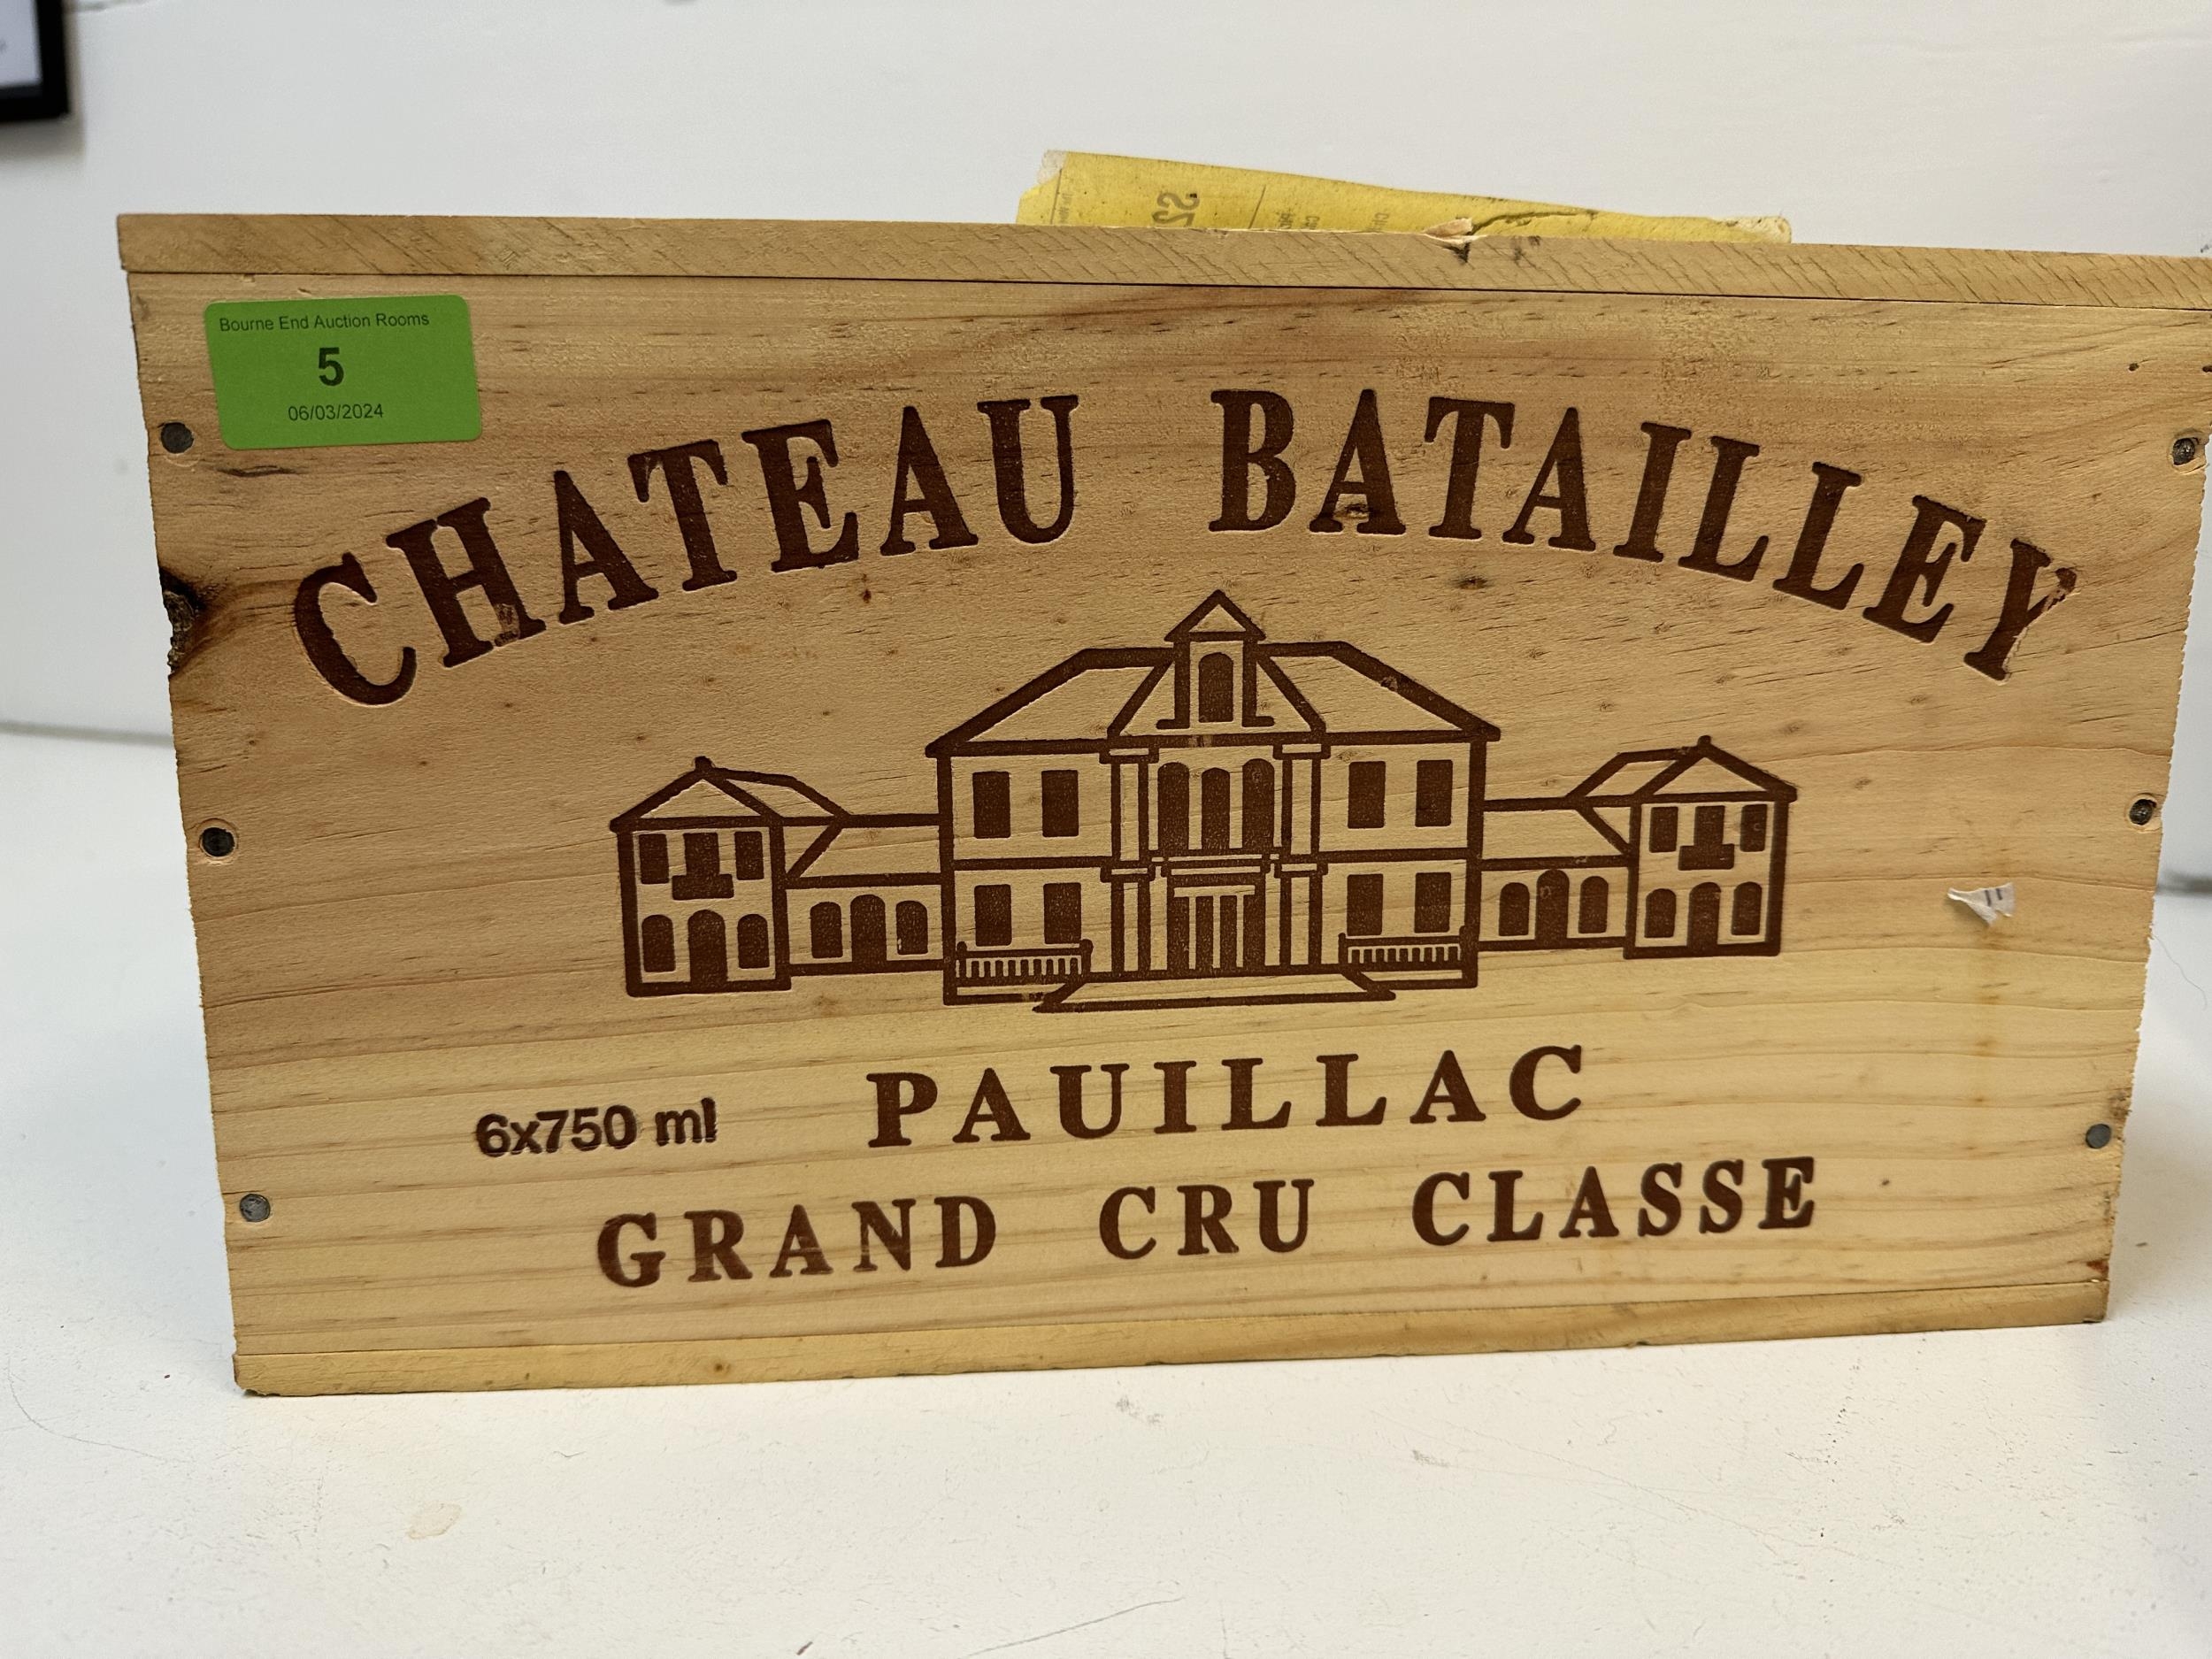 Bourne End Auction Rooms
5
06/03/2024
CHATEAU BATAILLEY
6x750 ml
PAUILLAC
GRAND CRU CLASSE